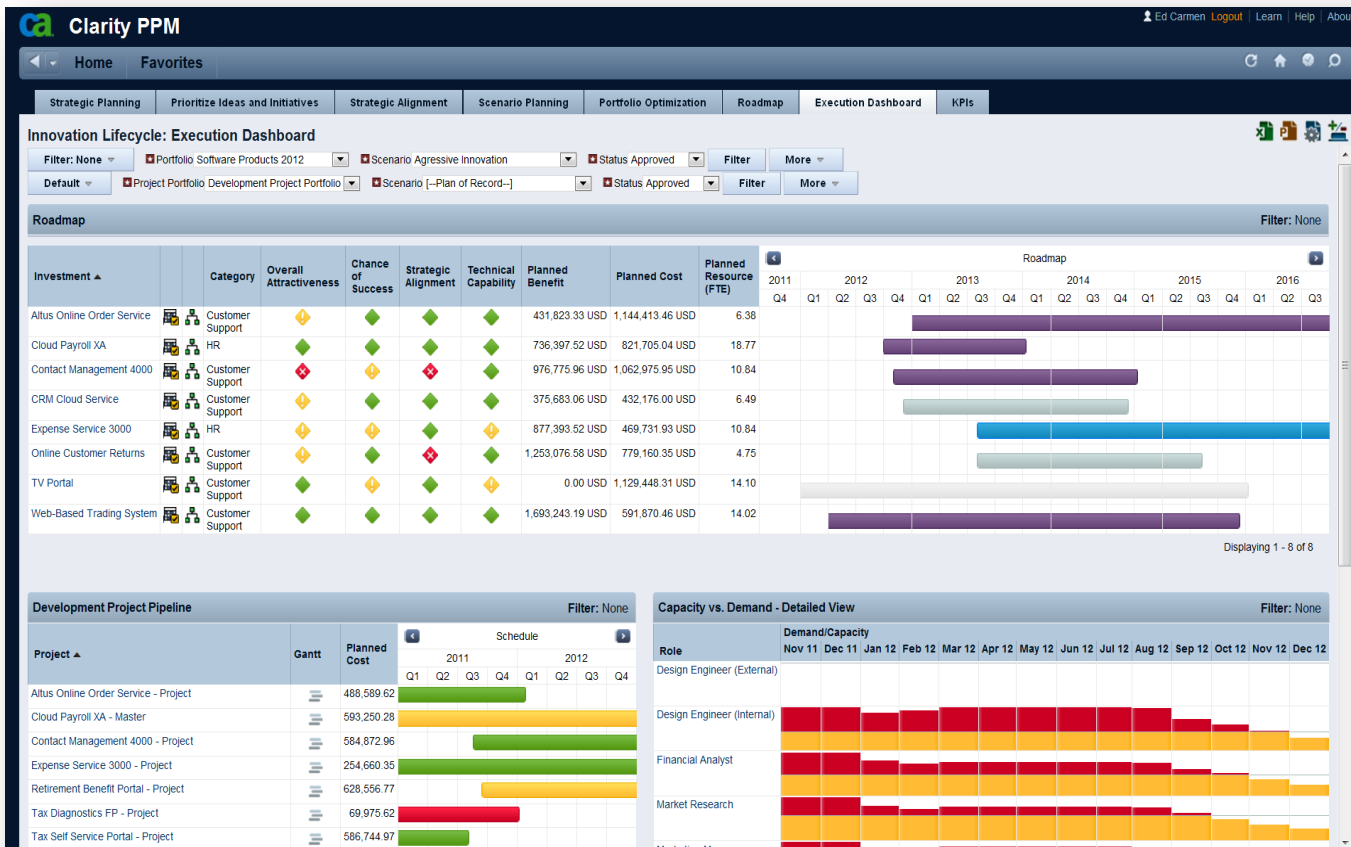 ca Clarity PPM
Ed Carmen Logout Learn Help Abou
Home Favorites
Strategic Planning Prioritize Ideas and Initiatives Strategic Alignment Scenario Planning Portfolio Optimization Roadmap Execution Dashboard KPIs
Innovation Lifecycle: Execution Dashboard
Filter: None Portfolio Software Products 2012 Scenario Agressive Innovation Status Approved Filter More
Default Project Portfolio Development Project Portfolio Scenario [--Plan of Record--] Status Approved Filter More
Roadmap Filter: None
Investment Category Overall Attractiveness Chance of Success Strategic Alignment Technical Capability Planned Benefit Planned Cost Planned Resource (FTE) Roadmap
2011 2012 2013 2014 2015 2016
Q4 Q1 Q2 Q3 Q4 Q1 Q2 Q3 Q4 Q1 Q2 Q3 Q4 Q1 Q2 Q3 Q4 Q1 Q2 Q3
Altus Online Order Service Customer Support 431,823.33 USD 1,144,413.46 USD 6.38
Cloud Payroll XA HR 736,397.52 USD 821,705.04 USD 18.77
Contact Management 4000 Customer Support 976,775.96 USD 1,062,975.95 USD 10.84
CRM Cloud Service Customer Support 375,683.06 USD 432,176.00 USD 6.49
Expense Service 3000 HR 877,393.52 USD 469,731.93 USD 10.84
Online Customer Returns Customer Support 1,253,076.58 USD 779,160.35 USD 4.75
TV Portal Customer Support 0.00 USD 1,129,448.31 USD 14.10
Web-Based Trading System Customer Support 1,693,243.19 USD 591,870.46 USD 14.02
Displaying 1 - 8 of 8
Development Project Pipeline Filter: None
Project Gantt Planned Cost Schedule
2011 2012
Q1 Q2 Q3 Q4 Q1 Q2 Q3 Q4
Altus Online Order Service - Project 488,589.62
Cloud Payroll XA - Master 593,250.28
Contact Management 4000 - Project 584,872.96
Expense Service 3000 - Project 254,660.35
Retirement Benefit Portal - Project 628,556.77
Tax Diagnostics FP - Project 69,975.62
Tax Self Service Portal - Project 586,744.97
Capacity vs. Demand - Detailed View Filter: None
Demand/Capacity
Role Nov 11 Dec 11 Jan 12 Feb 12 Mar 12 Apr 12 May 12 Jun 12 Jul 12 Aug 12 Sep 12 Oct 12 Nov 12 Dec 12
Design Engineer (External)
Design Engineer (Internal)
Financial Analyst
Market Research